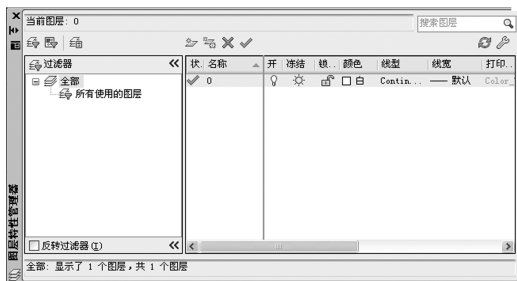 当前图层: 0
搜索图层
过滤器
状. 名称 开 冻结 锁.. 颜色 线型 线宽 打印..
全部
0 白 Contin... 默认 Color_
所有使用的图层
反转过滤器(I)
全部: 显示了 1 个图层,共 1 个图层
图层特性管理器